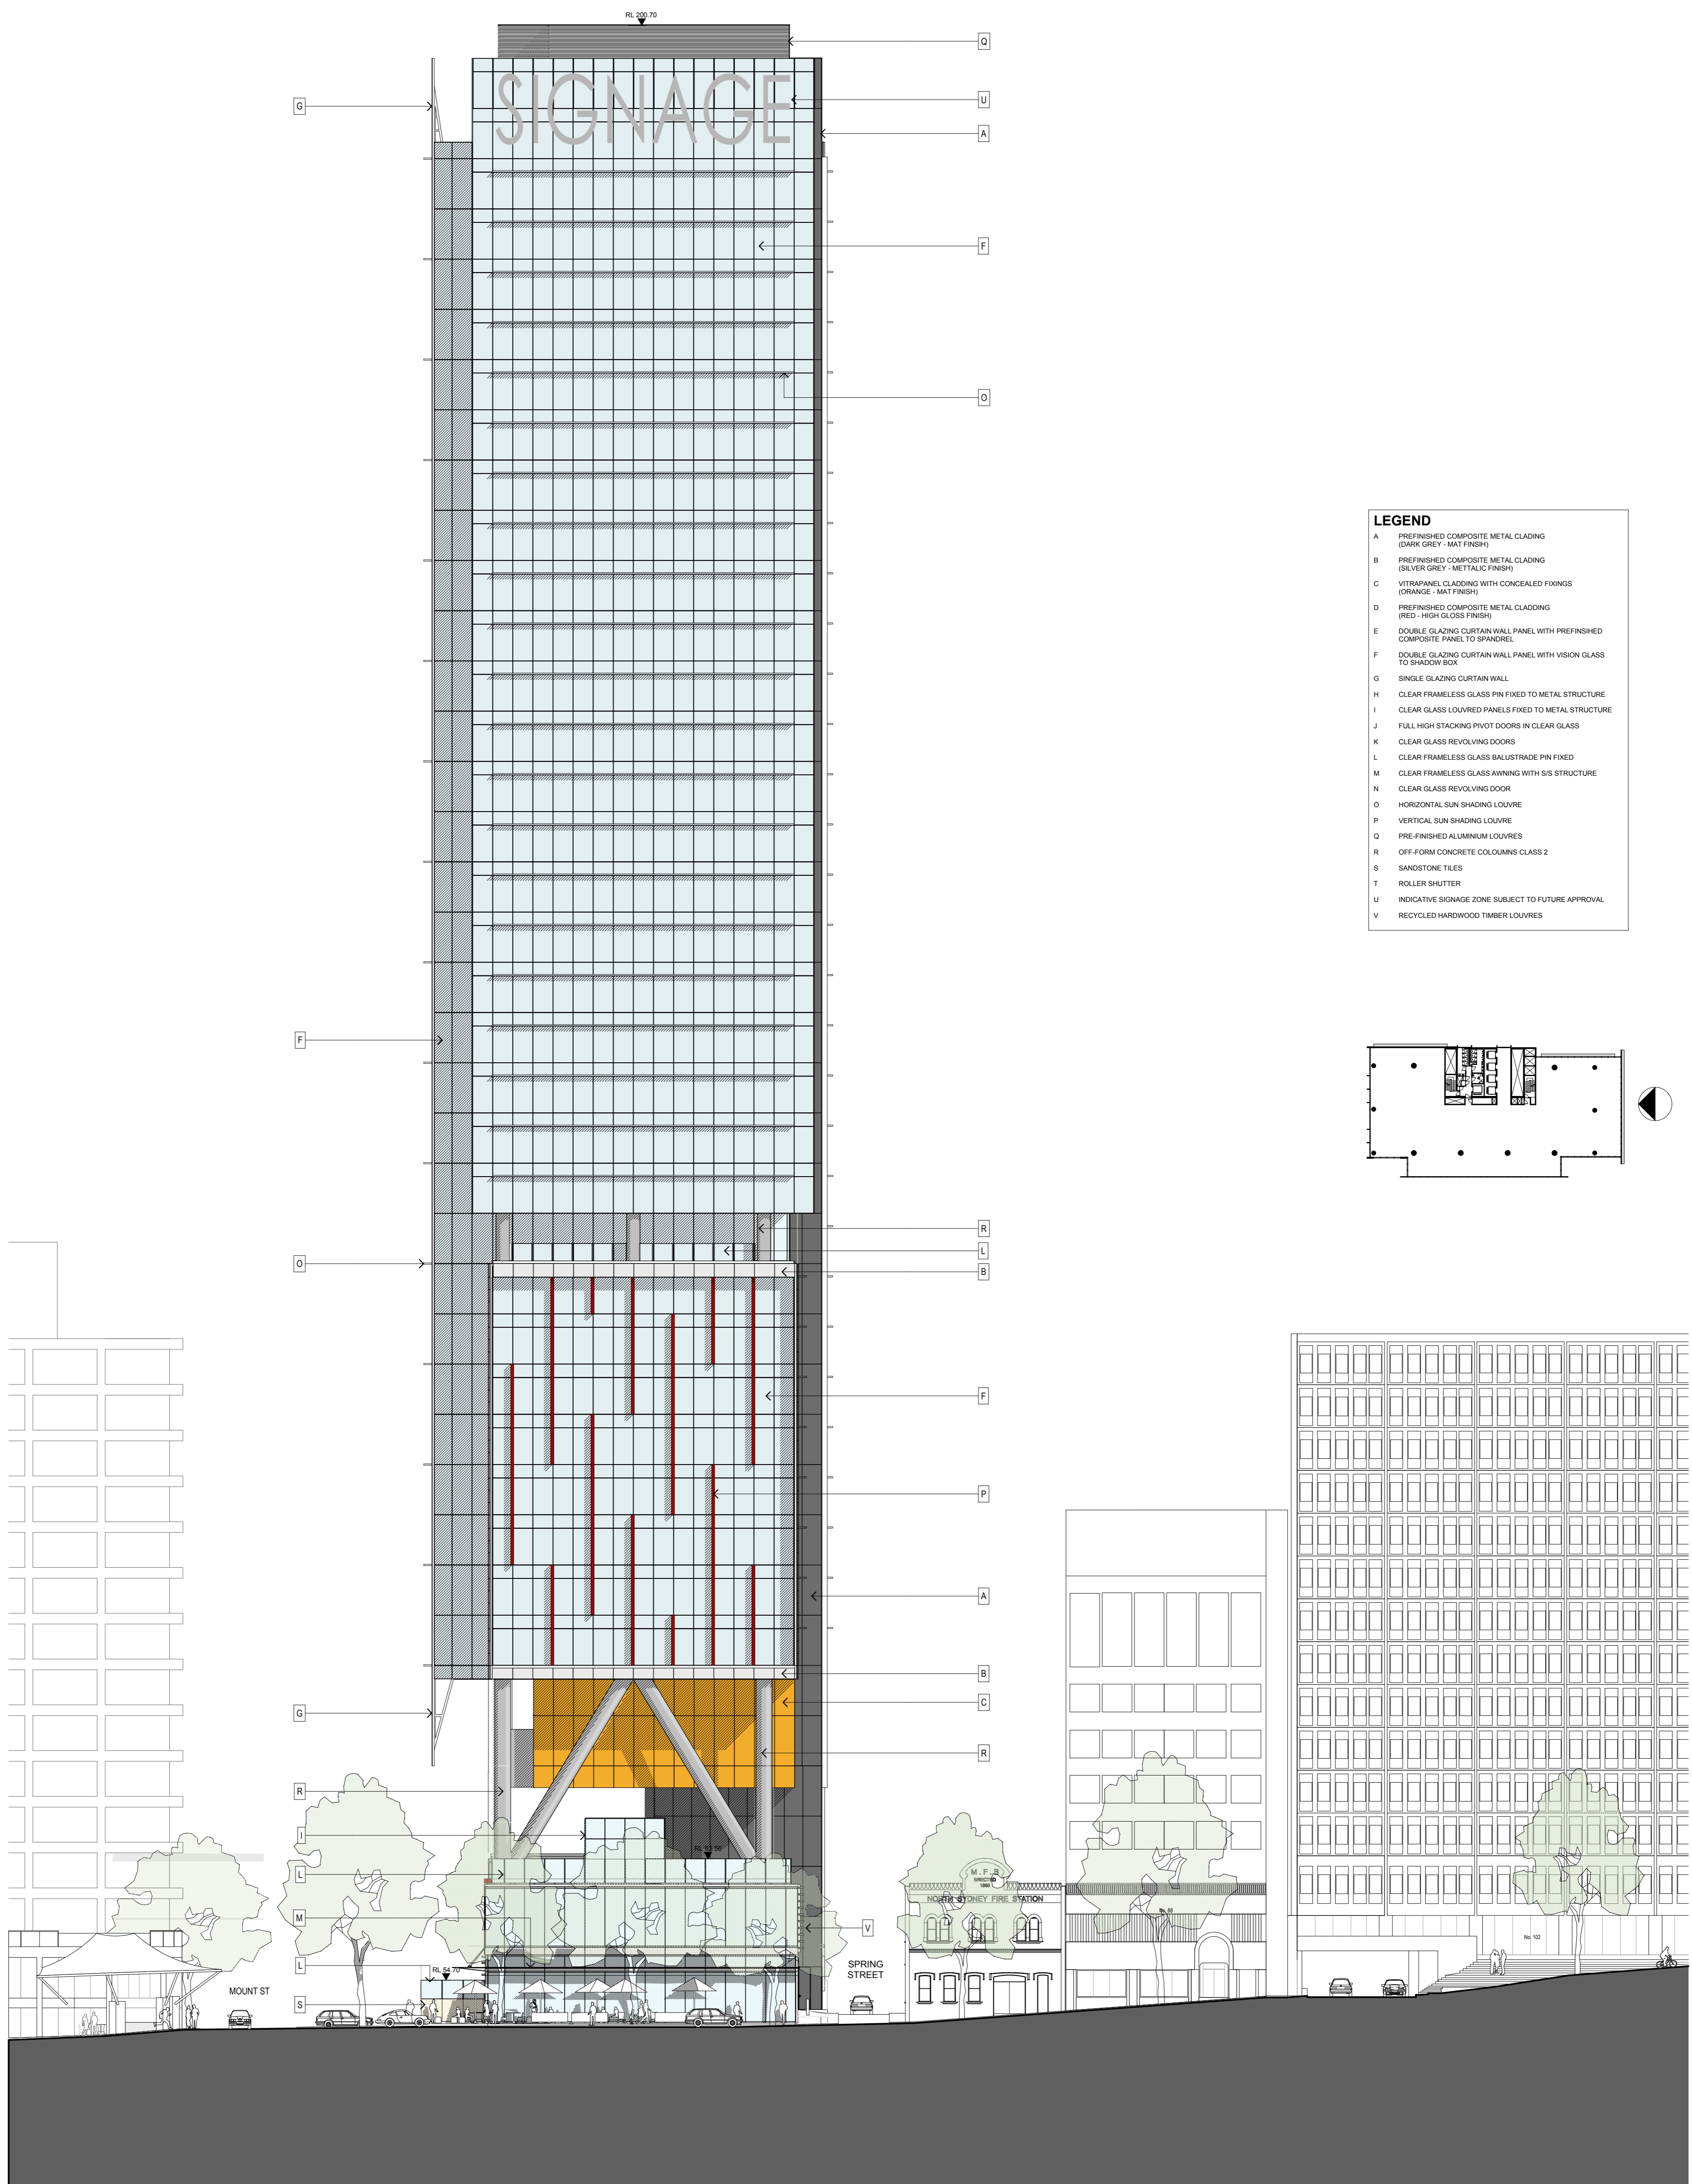 RL 200.70
Q
G
U
SIGNAGE
A
F
O
LEGEND
A PREFINISHED COMPOSITE METAL CLADING
(DARK GREY - MAT FINSIH)
B PREFINISHED COMPOSITE METAL CLADING
(SILVER GREY - METTALIC FINISH)
C VITRAPANEL CLADDING WITH CONCEALED FIXINGS
(ORANGE - MAT FINISH)
D PREFINISHED COMPOSITE METAL CLADDING
(RED - HIGH GLOSS FINISH)
E DOUBLE GLAZING CURTAIN WALL PANEL WITH PREFINSIHED
COMPOSITE PANEL TO SPANDREL
F DOUBLE GLAZING CURTAIN WALL PANEL WITH VISION GLASS
TO SHADOW BOX
G SINGLE GLAZING CURTAIN WALL
H CLEAR FRAMELESS GLASS PIN FIXED TO METAL STRUCTURE
I CLEAR GLASS LOUVRED PANELS FIXED TO METAL STRUCTURE
J FULL HIGH STACKING PIVOT DOORS IN CLEAR GLASS
K CLEAR GLASS REVOLVING DOORS
L CLEAR FRAMELESS GLASS BALUSTRADE PIN FIXED
M CLEAR FRAMELESS GLASS AWNING WITH S/S STRUCTURE
N CLEAR GLASS REVOLVING DOOR
O HORIZONTAL SUN SHADING LOUVRE
P VERTICAL SUN SHADING LOUVRE
Q PRE-FINISHED ALUMINIUM LOUVRES
R OFF-FORM CONCRETE COLOUMNS CLASS 2
S SANDSTONE TILES
T ROLLER SHUTTER
U INDICATIVE SIGNAGE ZONE SUBJECT TO FUTURE APPROVAL
V RECYCLED HARDWOOD TIMBER LOUVRES
F
R
L
O
B
F
P
A
B
C
G
R
R
I
L
M. F. B
ERECTED
NORTH SYDNEY FIRE STATION
M
V
No. 88
No. 102
L
RL 54.70
SPRING
STREET
MOUNT ST
S